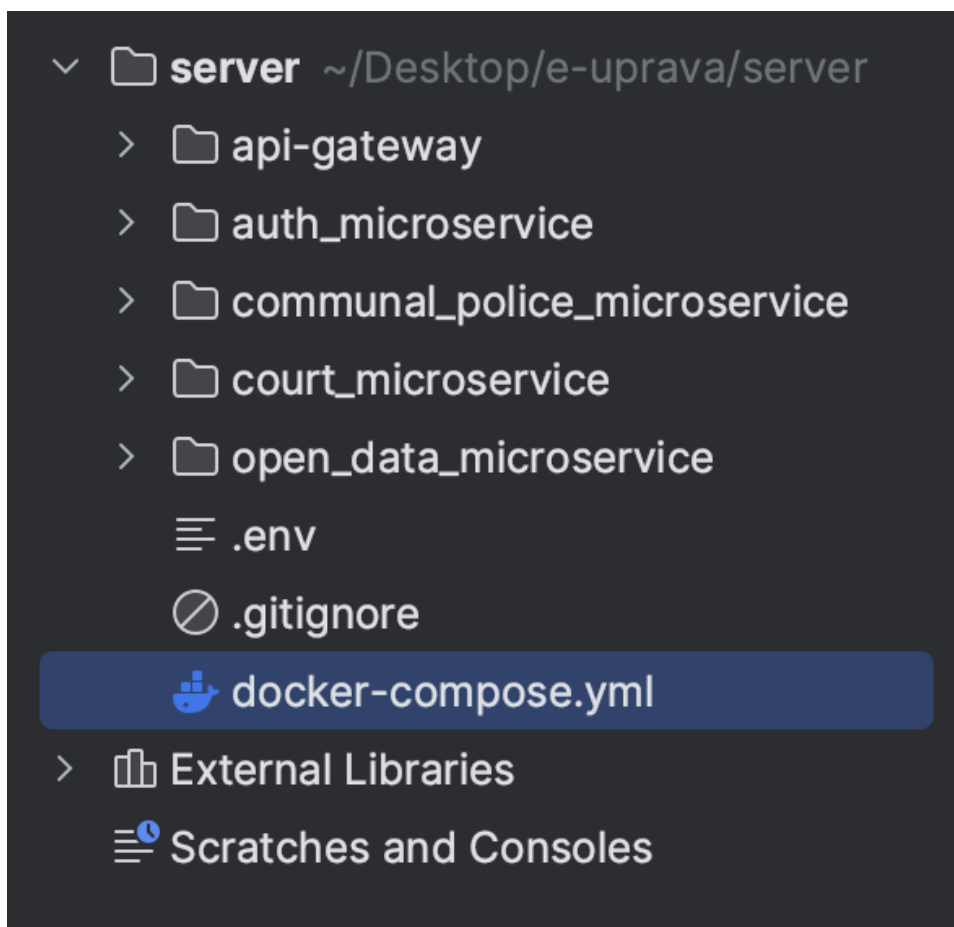 server ~/Desktop/e-uprava/server
api-gateway
auth_microservice
communal_police_microservice
court_microservice
open_data_microservice
.env
.gitignore
docker-compose.yml
External Libraries
Scratches and Consoles